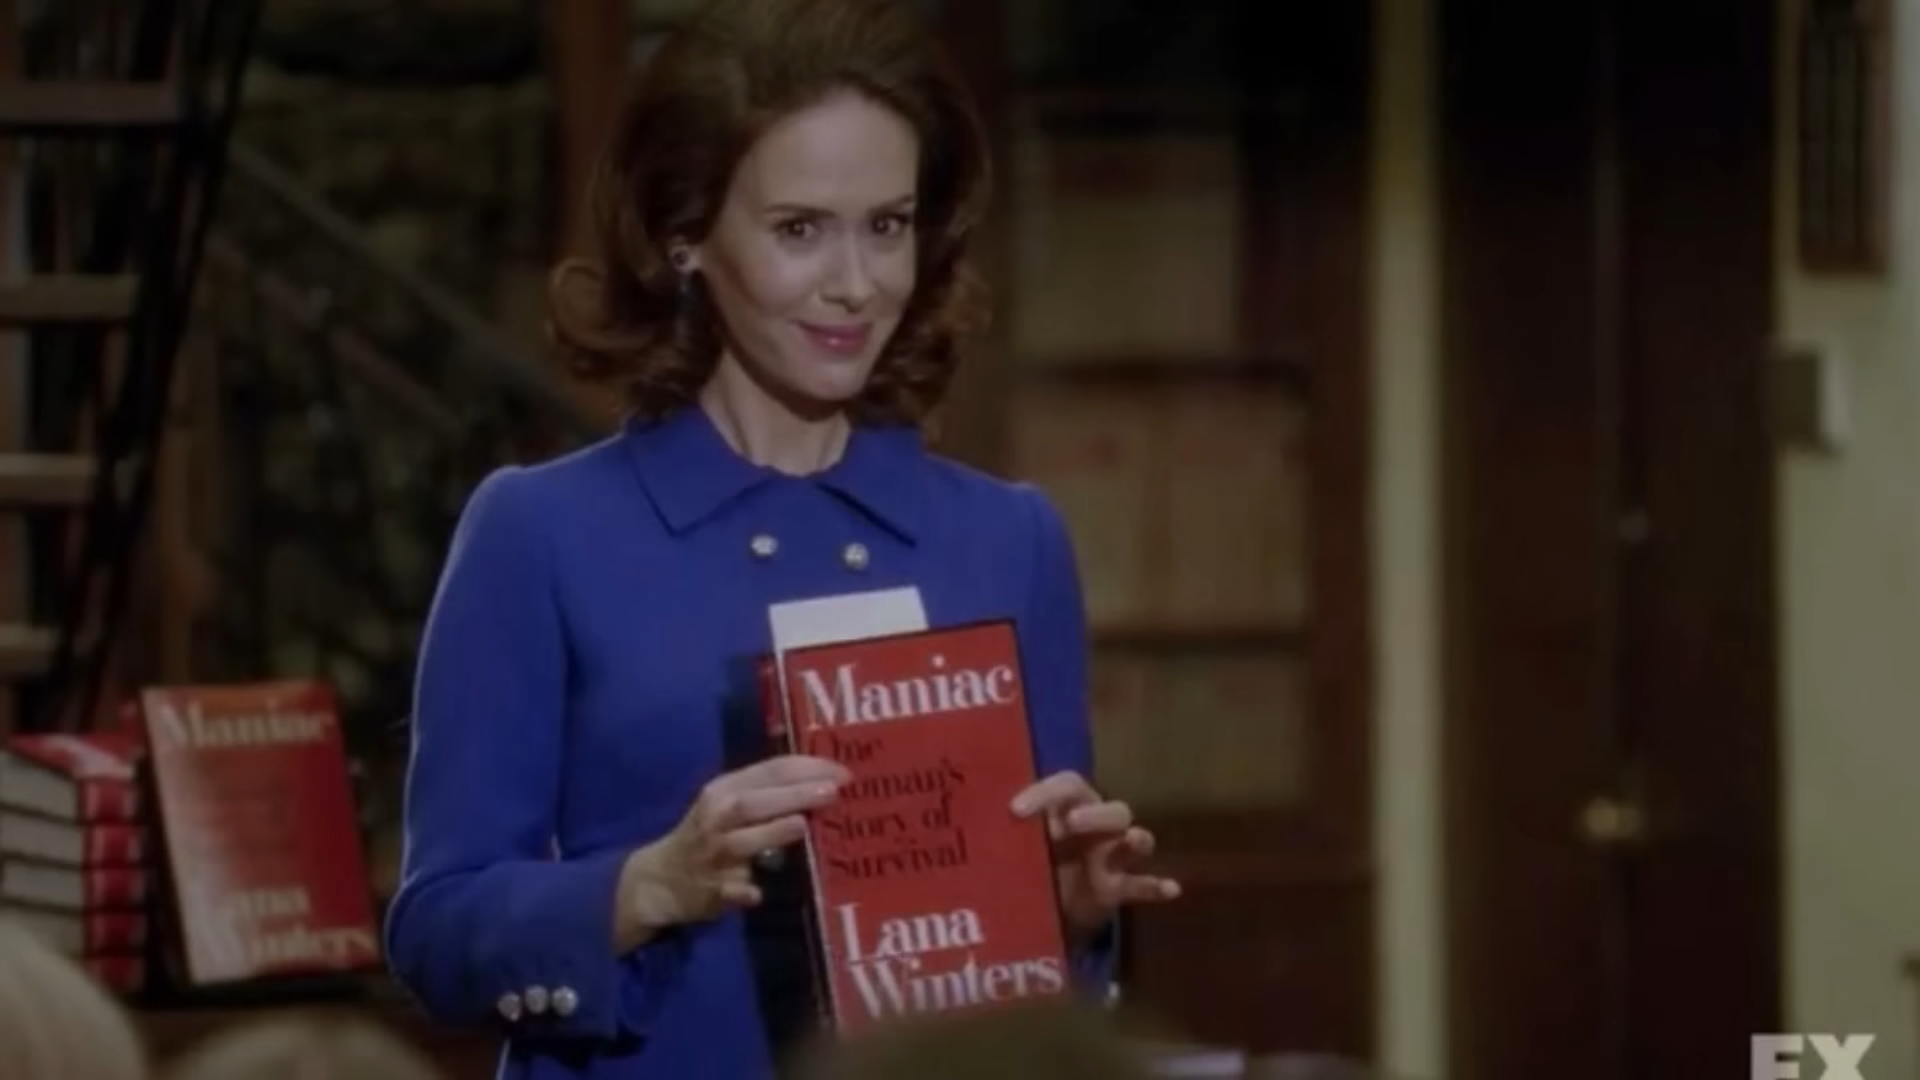 Maniac
One
Woman's
Story of
Survival
Lana
Winters
Maniac
Lana
Winters
FX